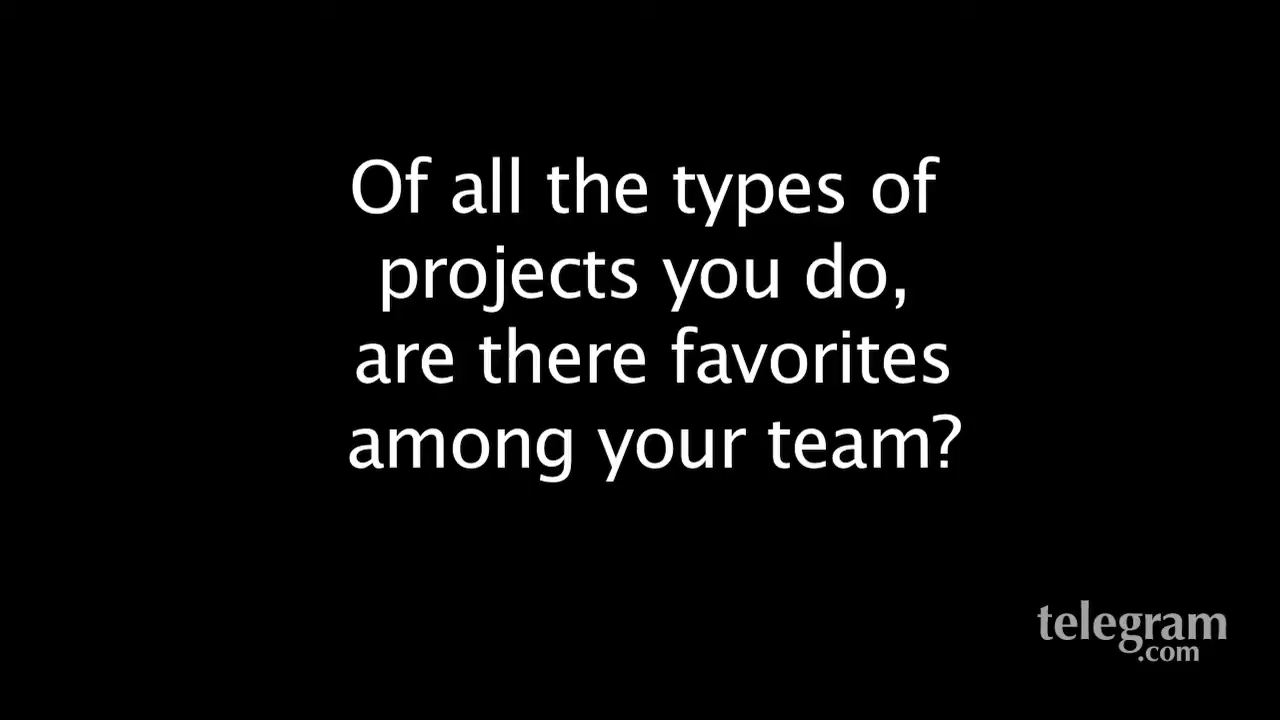 Of all the types of
projects you do,
are there favorites
among your team?
telegram
.com